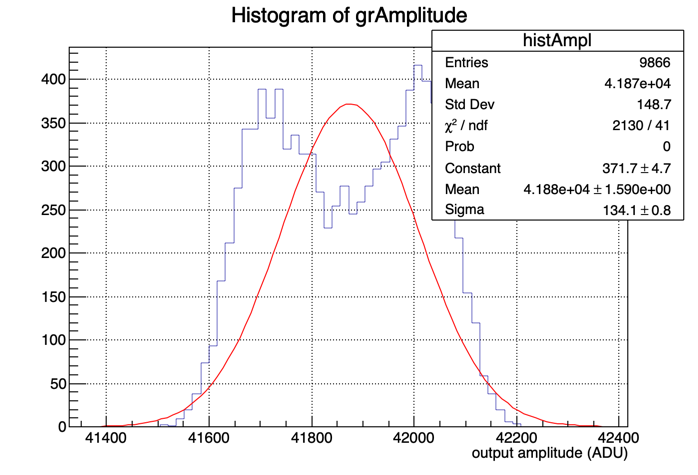 Histogram of grAmplitude
histAmpl
Entries 9866
Mean 4.187e+04
Std Dev 148.7
χ² / ndf 2130 / 41
Prob 0
Constant 371.7 ± 4.7
Mean 4.188e+04 ± 1.590e+00
Sigma 134.1 ± 0.8
400
350
300
250
200
150
100
50
0
41400 41600 41800 42000 42200 42400
output amplitude (ADU)